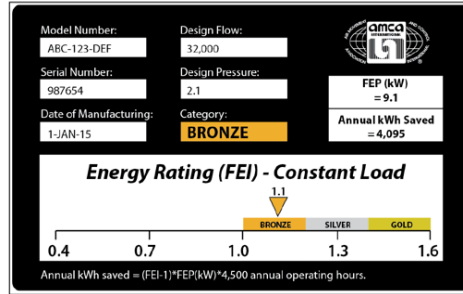 Model Number:
ABC-123-DEF
Design Flow:
32,000
Serial Number:
987654
Design Pressure:
2.1
Date of Manufacturing:
1-JAN-15
Category:
BRONZE
amca
INTERNATIONAL
FEP (kW)
= 9.1
Annual kWh Saved
= 4,095
Energy Rating (FEI) - Constant Load
1.1
BRONZE SILVER GOLD
0.4 0.7 1.0 1.3 1.6
Annual kWh saved = (FEI-1)*FEP(kW)*4,500 annual operating hours.